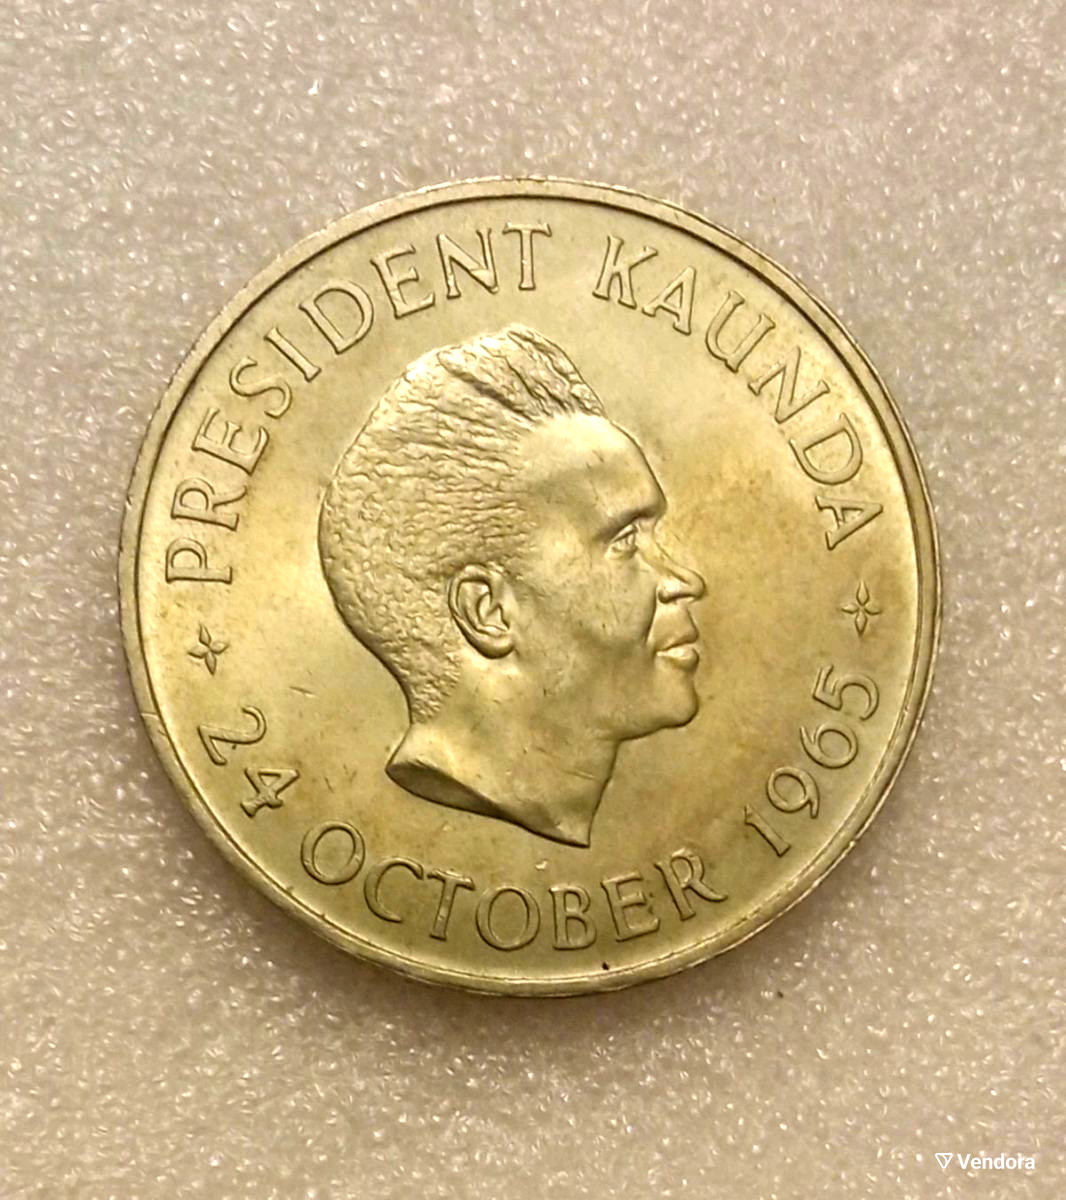 PRESIDENT KAUNDA
24 OCTOBER 1965
Vendora